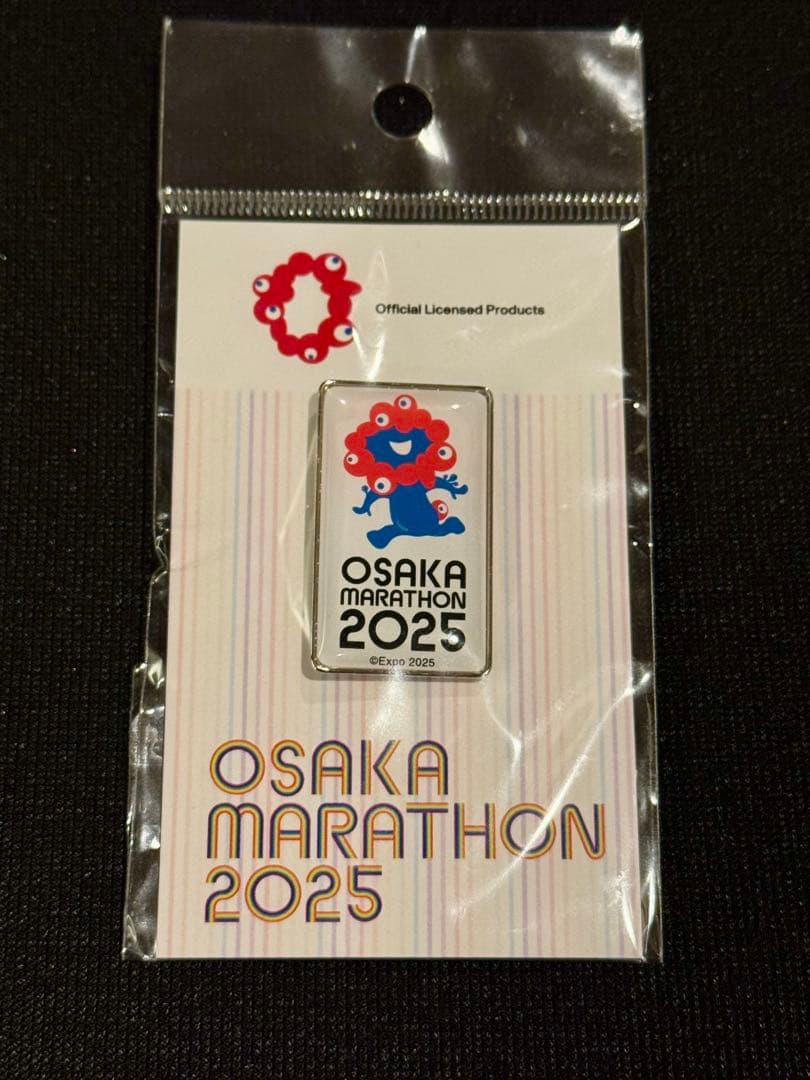 Official Licensed Products
OSAKA
MARATHON
2025
©Expo 2025
OSAKA
MARATHON
2025